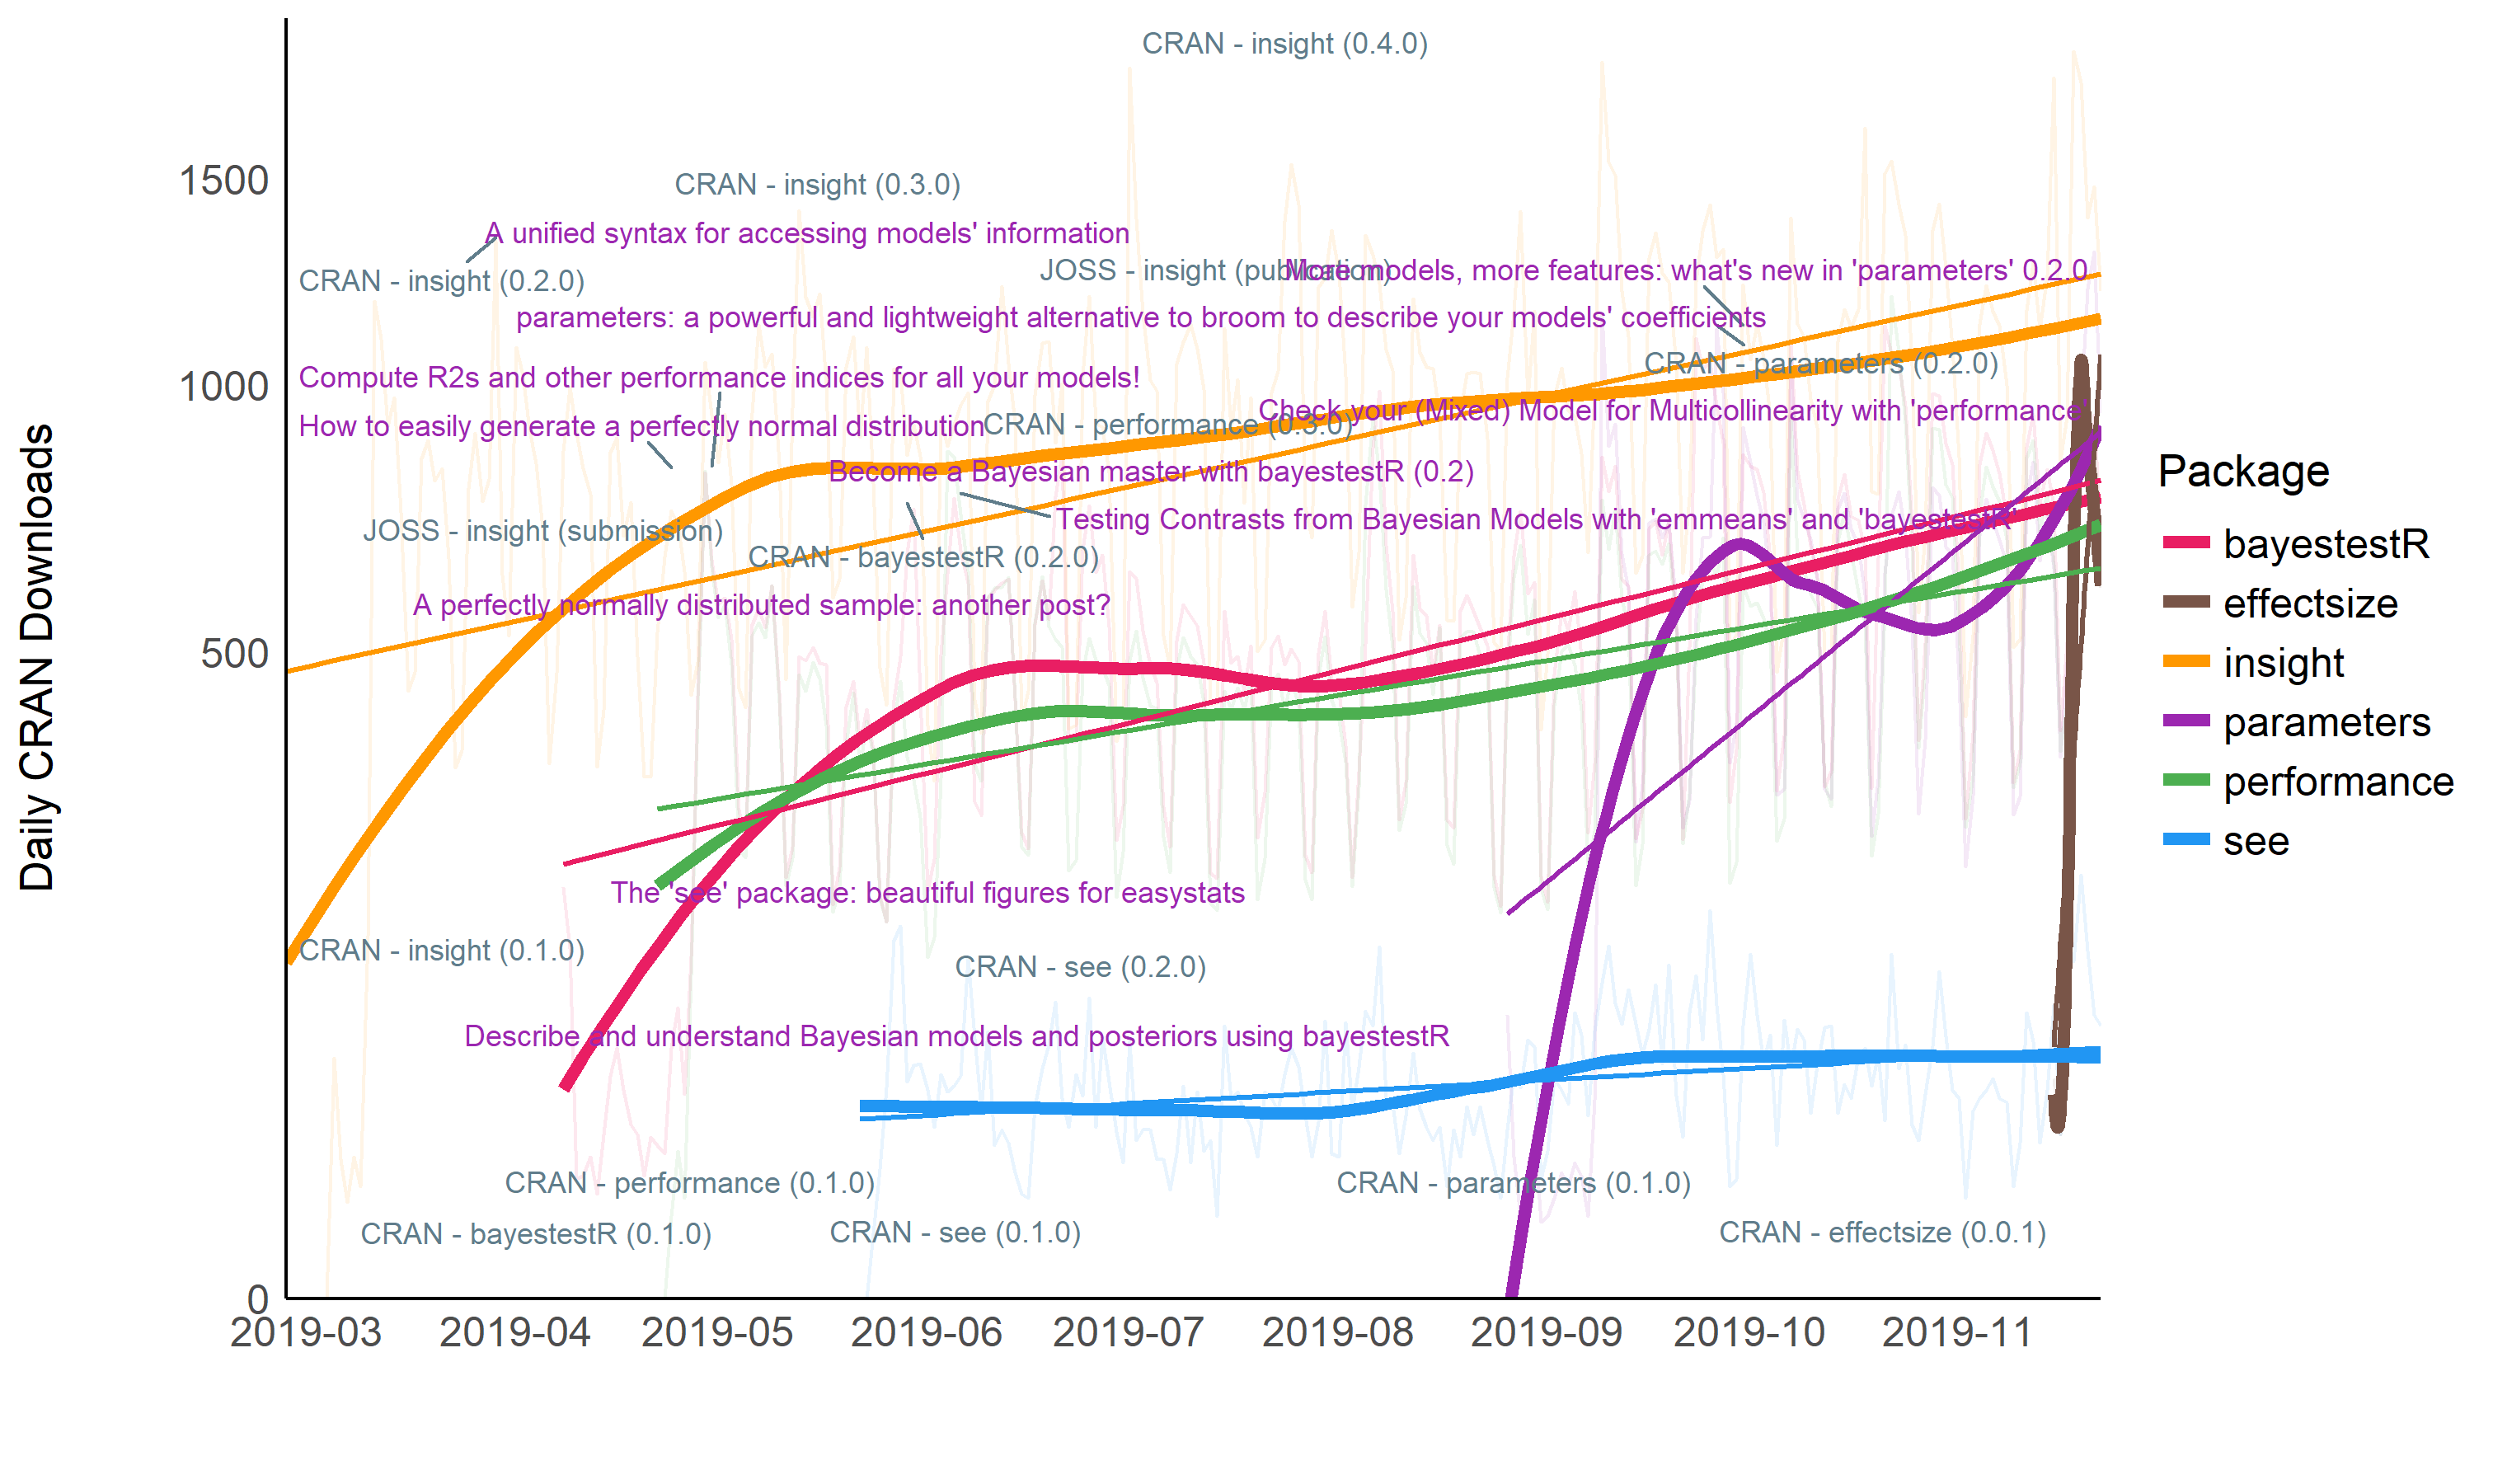 CRAN - insight (0.4.0)
1500
CRAN - insight (0.3.0)
A unified syntax for accessing models' information
CRAN - insight (0.2.0)
JOSS - insight (publication)
More models, more features: what's new in 'parameters' 0.2.0
parameters: a powerful and lightweight alternative to broom to describe your models' coefficients
CRAN - parameters (0.2.0)
1000
Compute R2s and other performance indices for all your models!
Check your (Mixed) Model for Multicollinearity with 'performance'
How to easily generate a perfectly normal distribution
CRAN - performance (0.3.0)
Become a Bayesian master with bayestestR (0.2)
Testing Contrasts from Bayesian Models with 'emmeans' and 'bayestestR'
JOSS - insight (submission)
CRAN - bayestestR (0.2.0)
A perfectly normally distributed sample: another post?
500
The 'see' package: beautiful figures for easystats
CRAN - insight (0.1.0)
CRAN - see (0.2.0)
Describe and understand Bayesian models and posteriors using bayestestR
CRAN - performance (0.1.0)
CRAN - parameters (0.1.0)
CRAN - bayestestR (0.1.0)
CRAN - see (0.1.0)
CRAN - effectsize (0.0.1)
0
2019-03 2019-04 2019-05 2019-06 2019-07 2019-08 2019-09 2019-10 2019-11
Daily CRAN Downloads
Package
bayestestR
effectsize
insight
parameters
performance
see